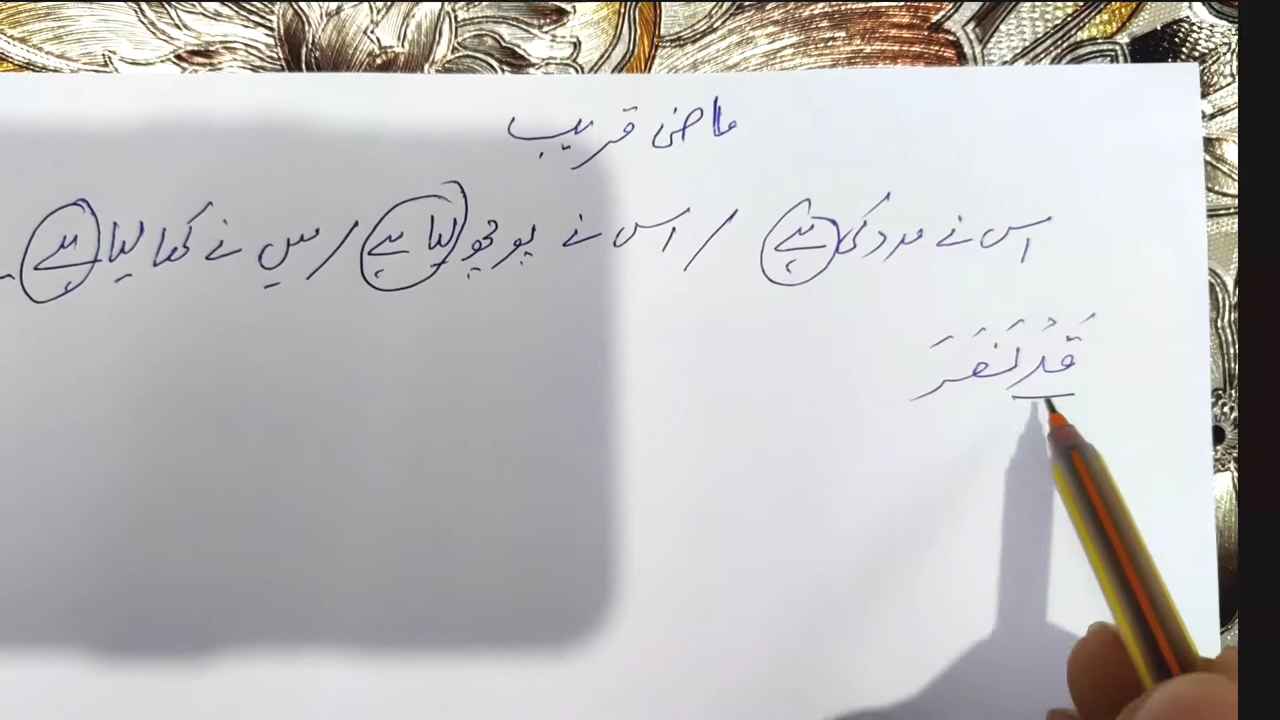 ماضی قریب
اس نے مدد کی ہے / اس نے پوچھ لیا ہے / میں نے کھا لیا ہے ۔
قَدْ نَصَرَ